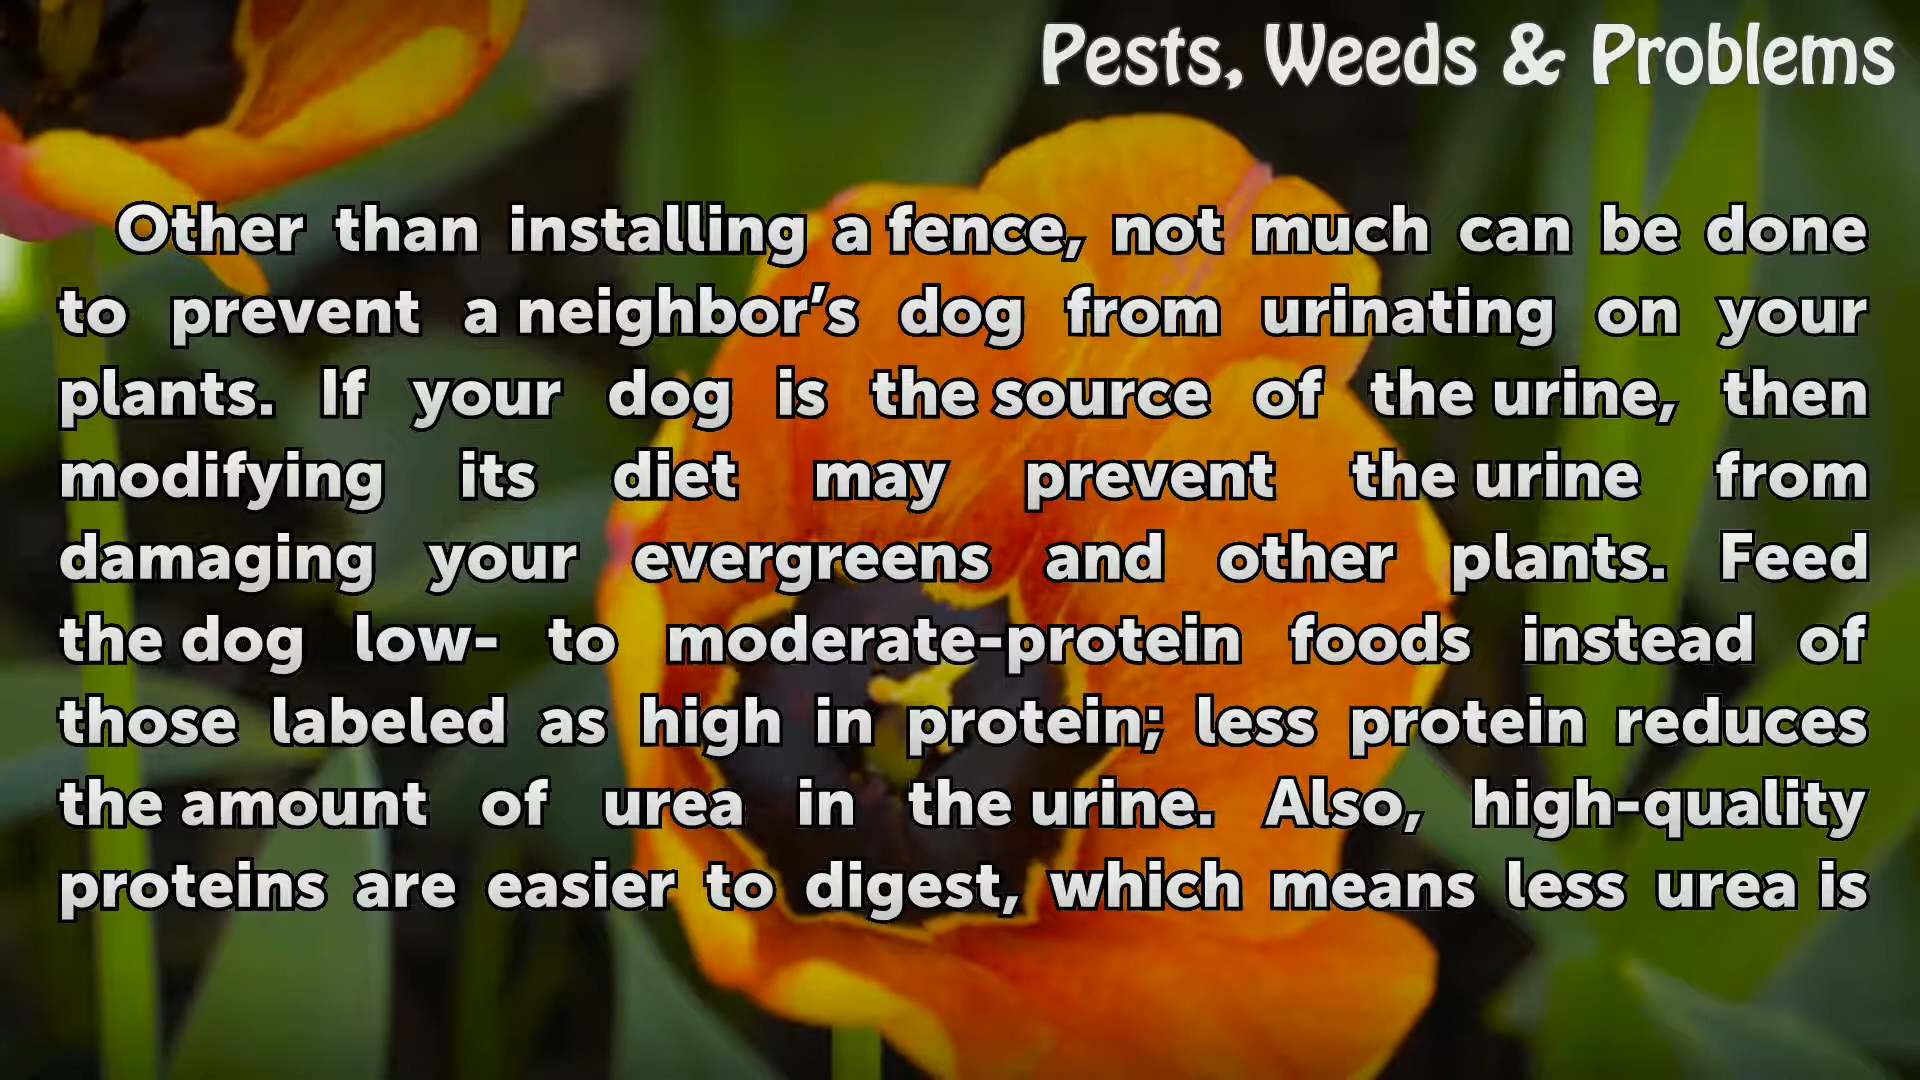 Pests, Weeds & Problems
Other than installing a fence, not much can be done
to prevent a neighbor’s dog from urinating on your
plants. If your dog is the source of the urine, then
modifying its diet may prevent the urine from
damaging your evergreens and other plants. Feed
the dog low- to moderate-protein foods instead of
those labeled as high in protein; less protein reduces
the amount of urea in the urine. Also, high-quality
proteins are easier to digest, which means less urea is